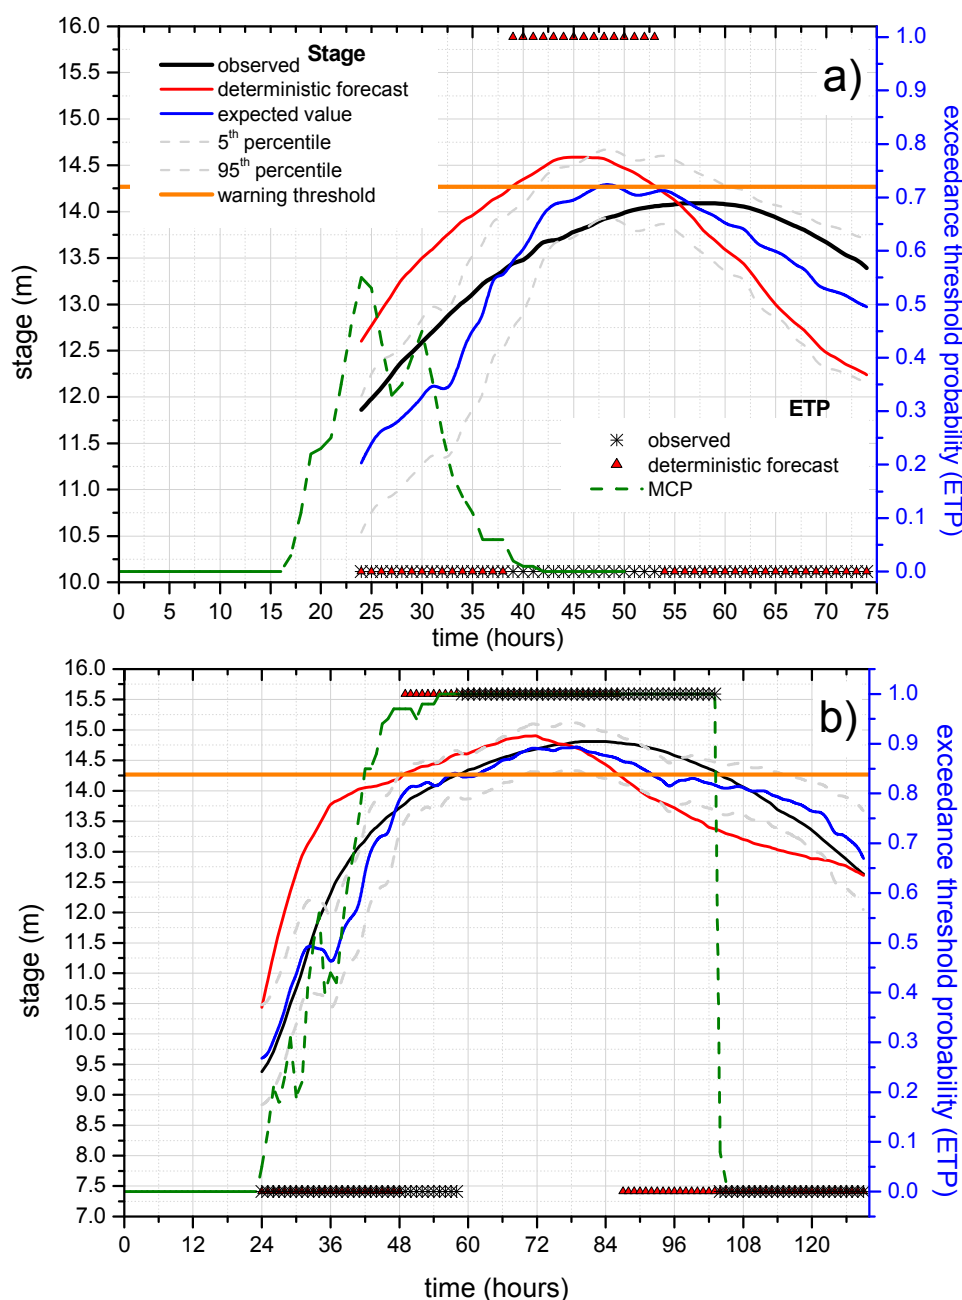 16.0
15.5
15.0
14.5
14.0
13.5
13.0
12.5
12.0
11.5
11.0
10.5
10.0
stage (m)
Stage
observed
deterministic forecast
expected value
5th percentile
95th percentile
warning threshold
a)
ETP
observed
deterministic forecast
MCP
1.0
0.9
0.8
0.7
0.6
0.5
0.4
0.3
0.2
0.1
0.0
exceedance threshold probability (ETP)
0 5 10 15 20 25 30 35 40 45 50 55 60 65 70 75
time (hours)
16.0
15.5
15.0
14.5
14.0
13.5
13.0
12.5
12.0
11.5
11.0
10.5
10.0
9.5
9.0
8.5
8.0
7.5
7.0
stage (m)
b)
1.0
0.9
0.8
0.7
0.6
0.5
0.4
0.3
0.2
0.1
0.0
exceedance threshold probability (ETP)
0 12 24 36 48 60 72 84 96 108 120
time (hours)